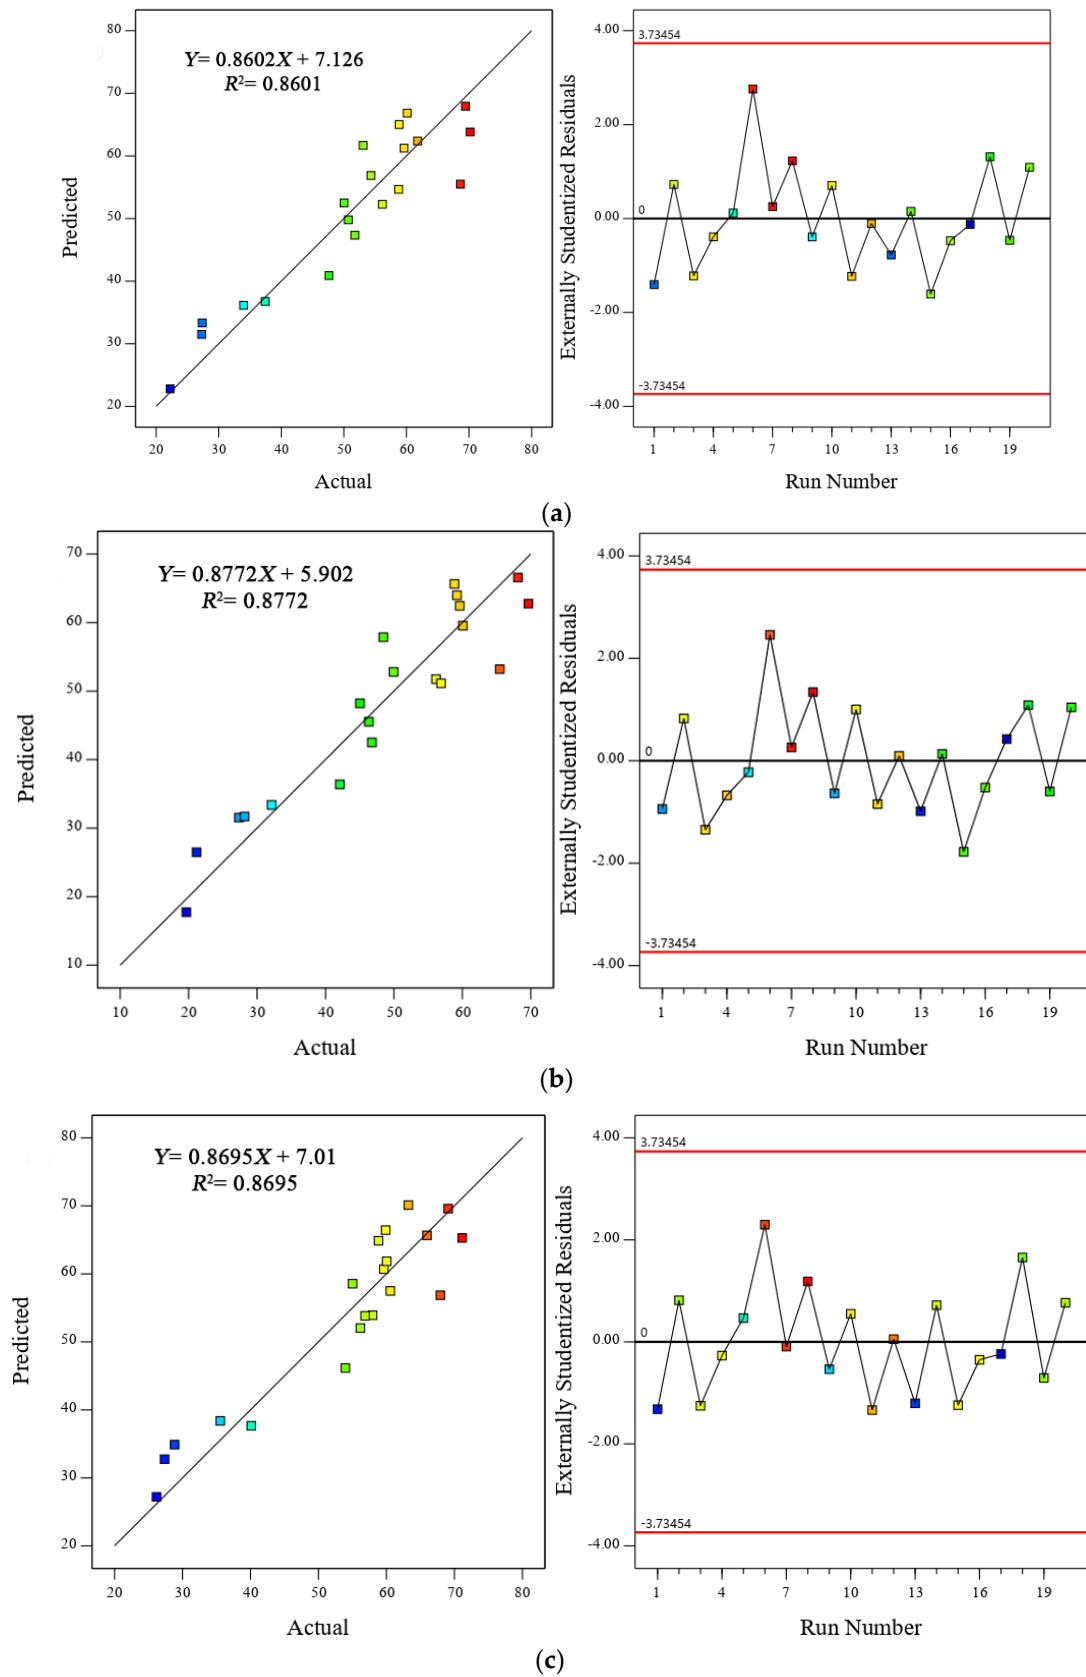 Y= 0.8602X + 7.126
R²= 0.8601
80
70
60
50
40
30
20
20 30 40 50 60 70 80
Predicted
Actual
4.00
2.00
0.00
-2.00
-4.00
3.73454
0
-3.73454
1 4 7 10 13 16 19
Externally Studentized Residuals
Run Number
(a)
Y= 0.8772X + 5.902
R²= 0.8772
70
60
50
40
30
20
10
10 20 30 40 50 60 70
Predicted
Actual
4.00
2.00
0.00
-2.00
-4.00
3.73454
0
-3.73454
1 4 7 10 13 16 19
Externally Studentized Residuals
Run Number
(b)
Y= 0.8695X + 7.01
R²= 0.8695
80
70
60
50
40
30
20
20 30 40 50 60 70 80
Predicted
Actual
4.00
2.00
0.00
-2.00
-4.00
3.73454
0
-3.73454
1 4 7 10 13 16 19
Externally Studentized Residuals
Run Number
(c)